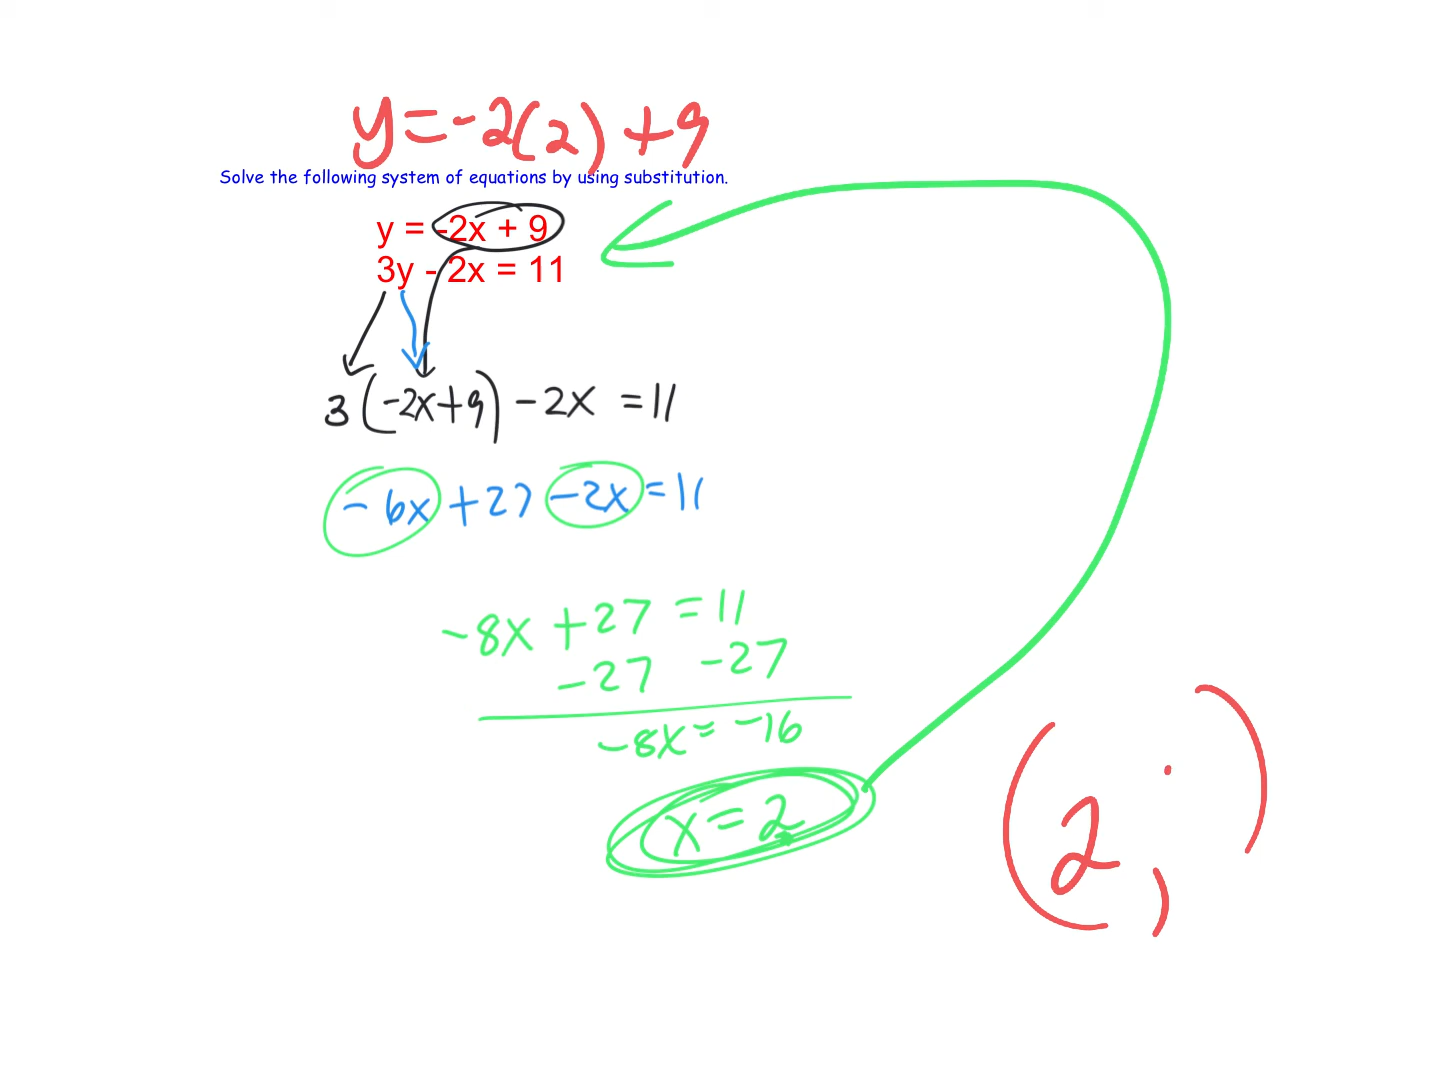 y=-2(2)+9
Solve the following system of equations by using substitution.
y = -2x + 9
3y - 2x = 11
3(-2x+9)-2x =11
-6x+27-2x=11
-8x+27=11
-27 -27
-8x=-16
x=2
(2, )